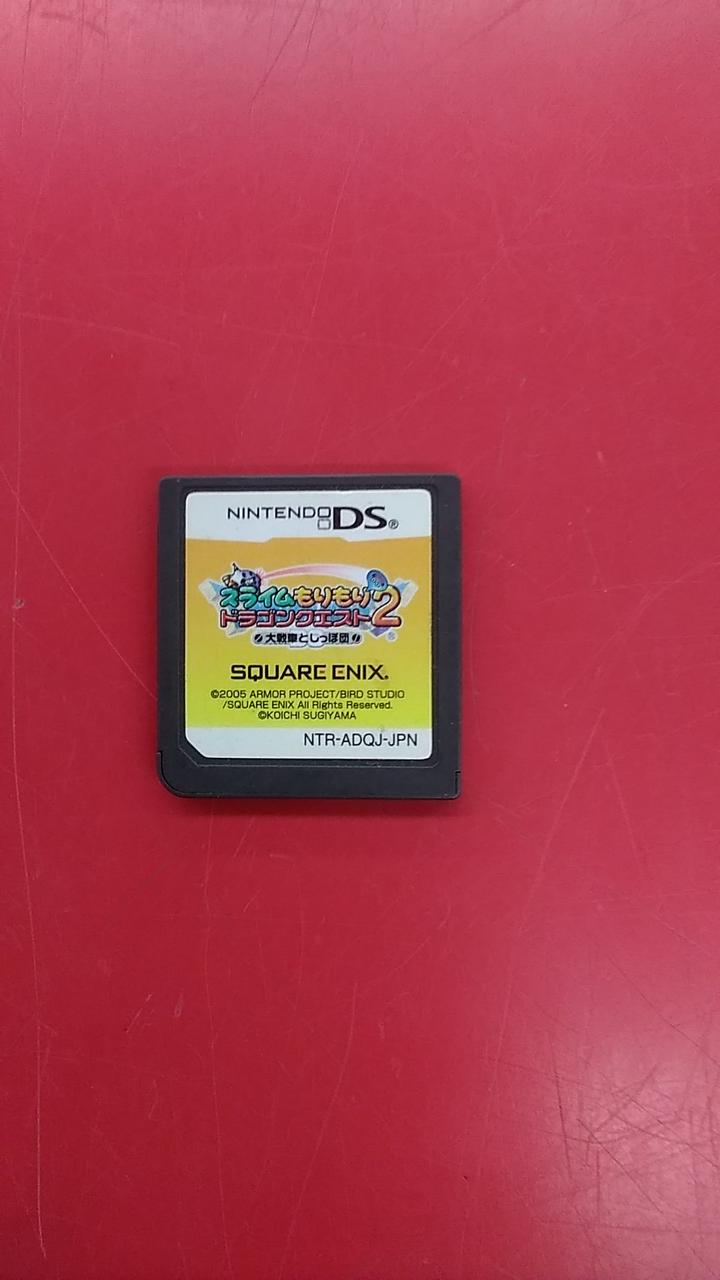 NINTENDO DS®
スライムもりもり
ドラゴンクエスト2
大戦車としっぽ団
SQUARE ENIX.
©2005 ARMOR PROJECT/BIRD STUDIO
/SQUARE ENIX All Rights Reserved.
©KOICHI SUGIYAMA
NTR-ADQJ-JPN